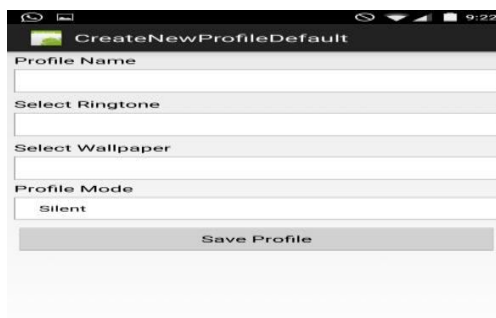 9:22
CreateNewProfileDefault
Profile Name
Select Ringtone
Select Wallpaper
Profile Mode
Silent
Save Profile